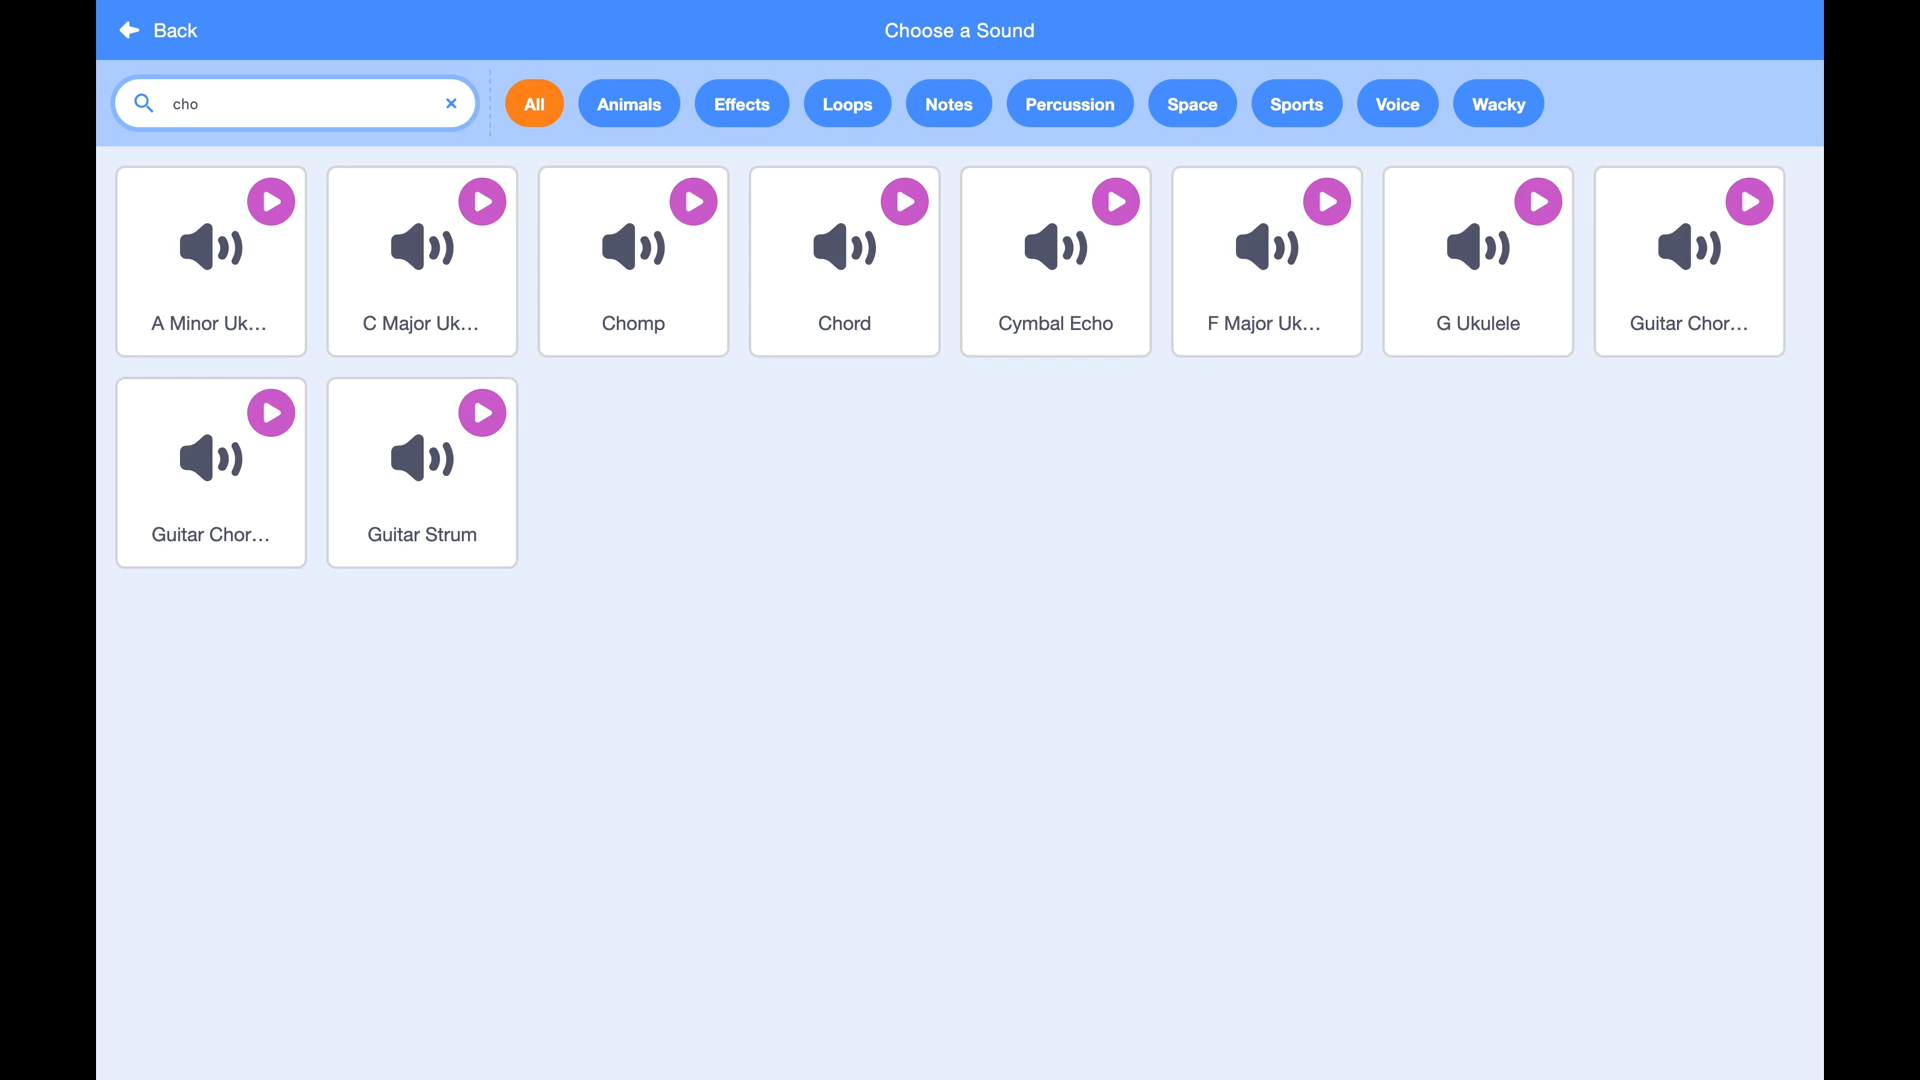 Back
Choose a Sound
cho
All
Animals
Effects
Loops
Notes
Percussion
Space
Sports
Voice
Wacky
A Minor Uk...
C Major Uk...
Chomp
Chord
Cymbal Echo
F Major Uk...
G Ukulele
Guitar Chor...
Guitar Chor...
Guitar Strum